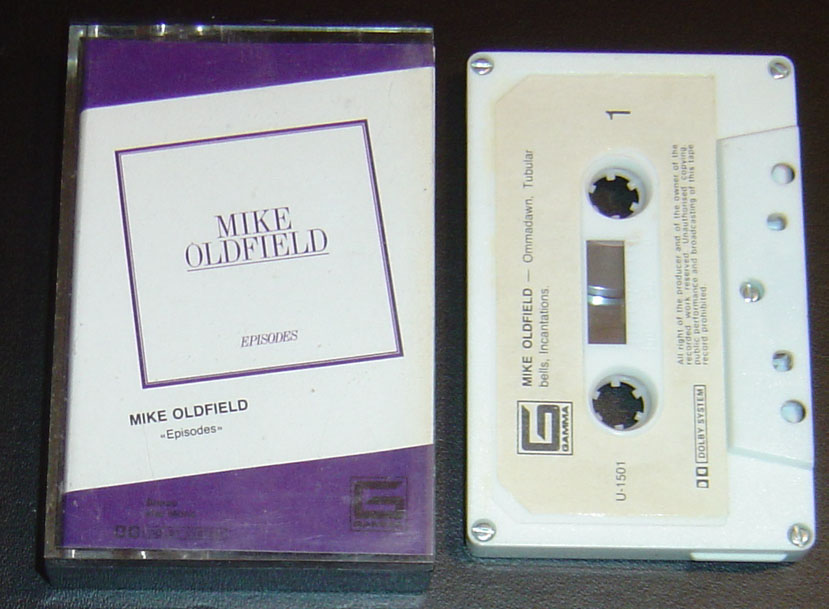 MIKE
OLDFIELD
EPISODES
MIKE OLDFIELD
«Episodes»
GAMMA
1
MIKE OLDFIELD — Ommadawn, Tubular
bells, Incantations.
GAMMA
U-1501
All right of the producer and of the owner of the
recorded work reserved. Unauthorised copying,
public performance and broadcasting of this tape
record prohibited.
DOLBY SYSTEM